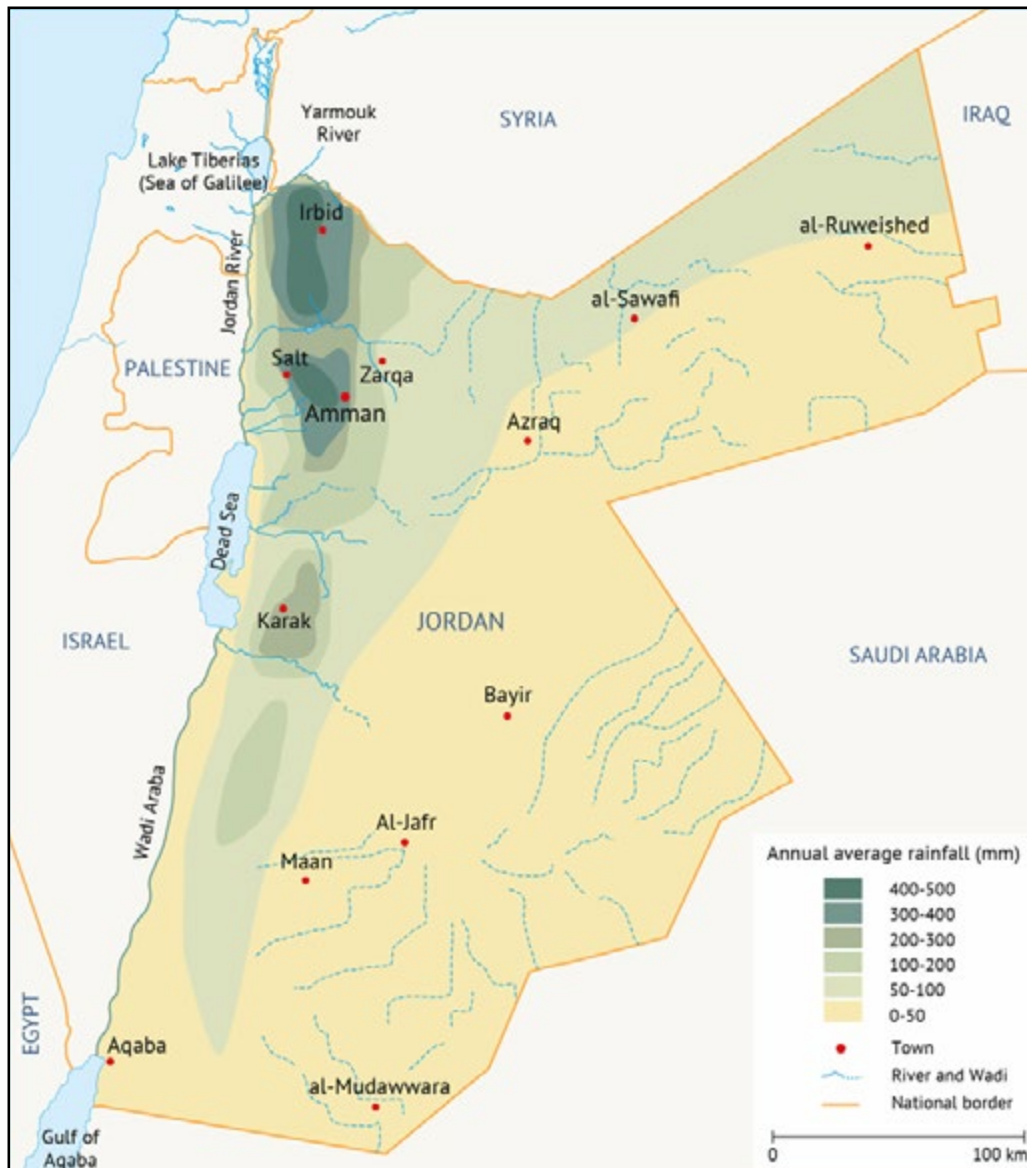 SYRIA
IRAQ
Yarmouk
River
Lake Tiberias
(Sea of Galilee)
Irbid
al-Ruweished
Jordan River
al-Sawafi
PALESTINE
Salt
Zarqa
Amman
Azraq
Dead Sea
Karak
JORDAN
ISRAEL
SAUDI ARABIA
Bayir
Wadi Araba
Al-Jafr
Maan
EGYPT
Aqaba
al-Mudawwara
Gulf of
Aqaba
Annual average rainfall (mm)
400-500
300-400
200-300
100-200
50-100
0-50
Town
River and Wadi
National border
0 100 km